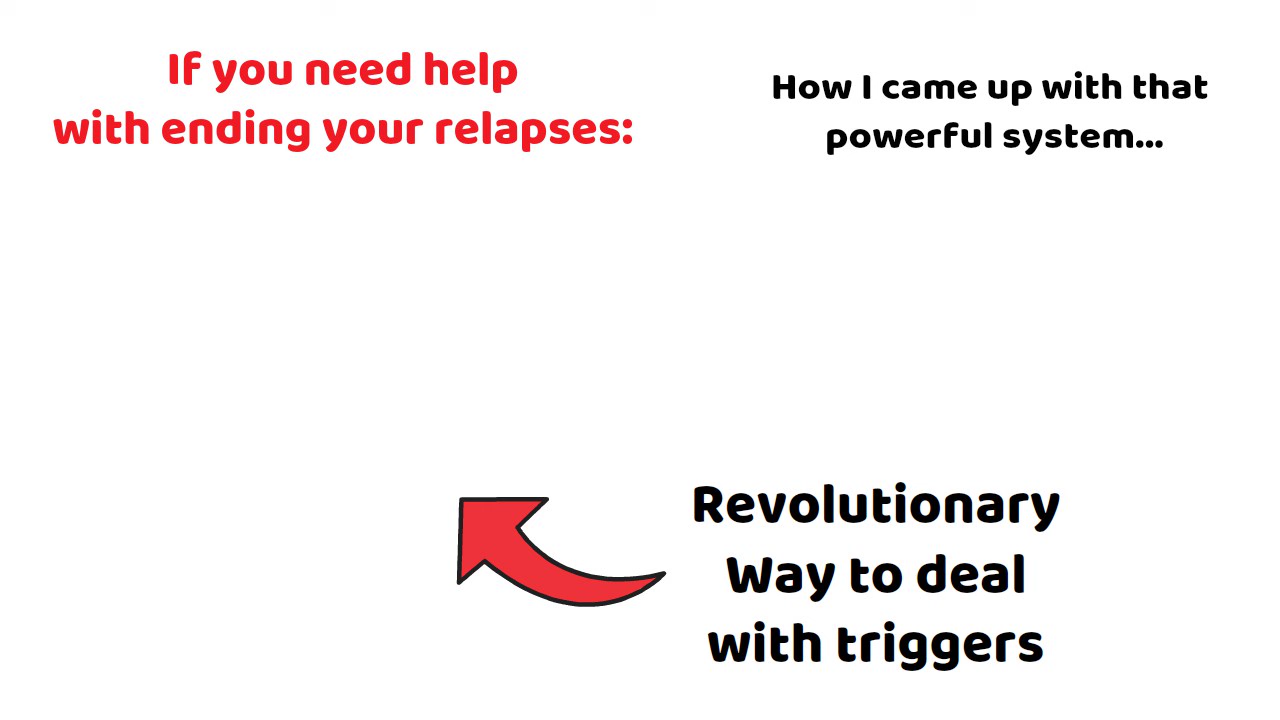 If you need help
with ending your relapses:
How I came up with that
powerful system...
Revolutionary
Way to deal
with triggers